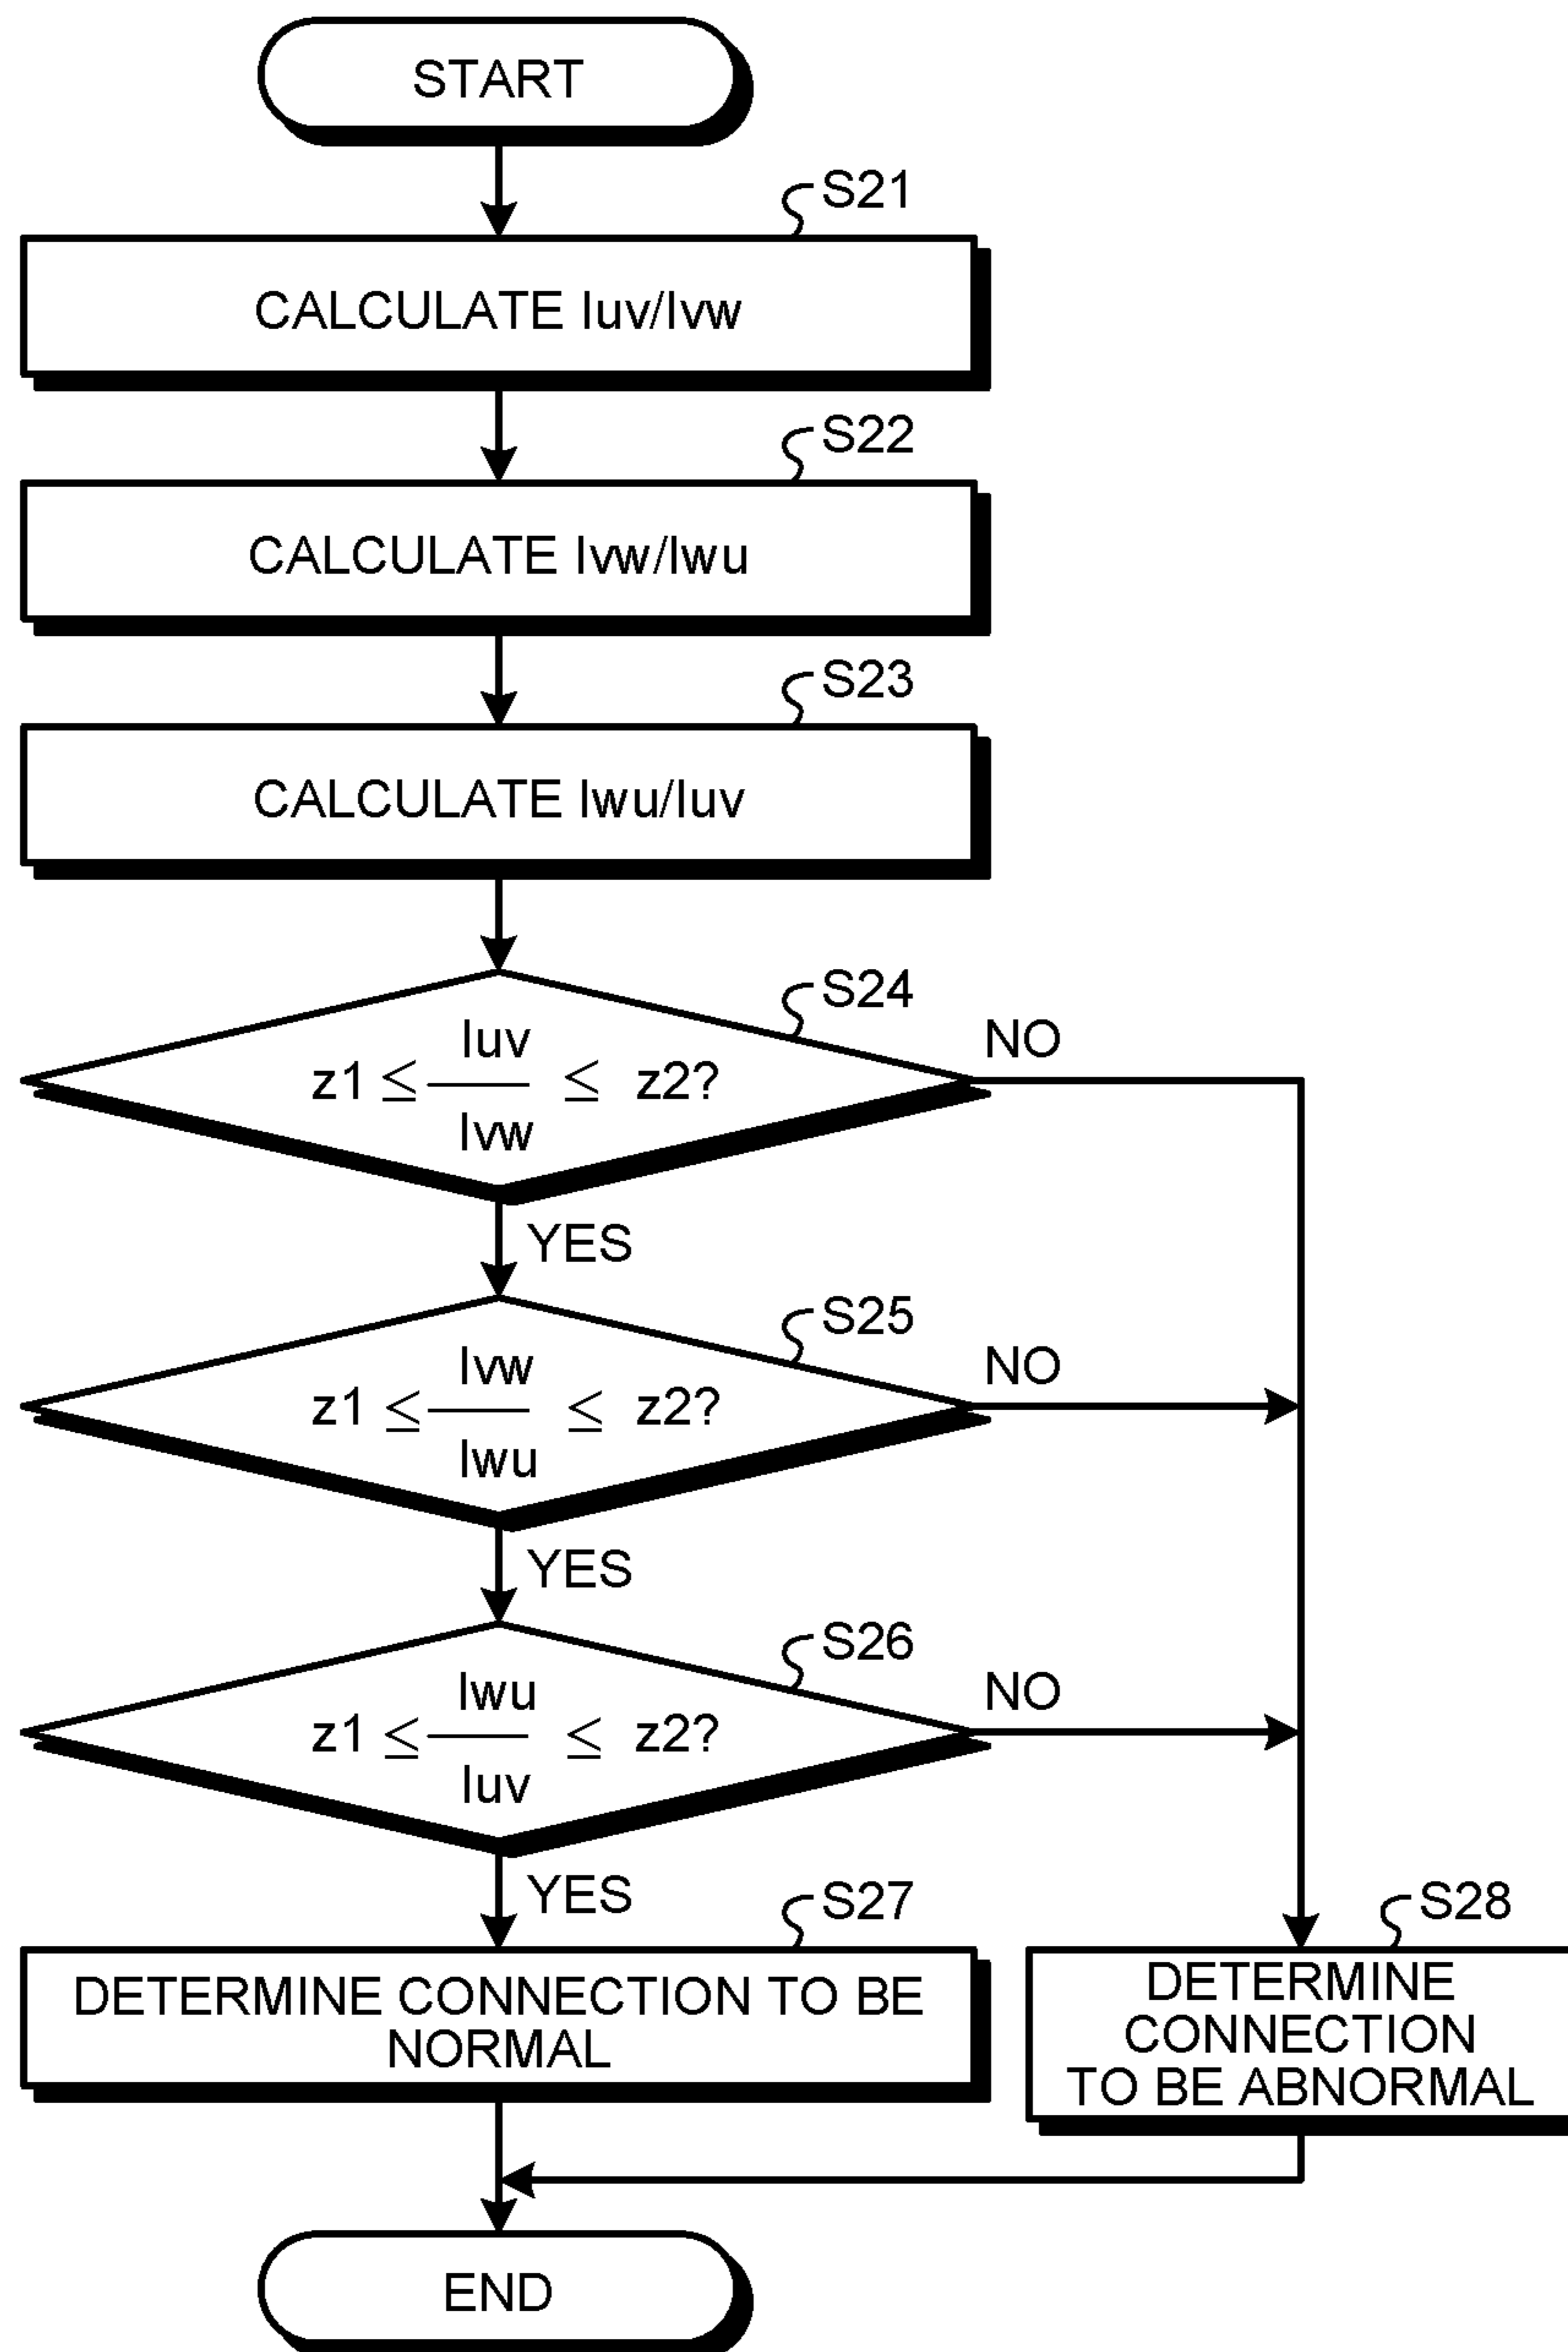 START
S21
CALCULATE Iuv/Ivw
S22
CALCULATE Ivw/Iwu
S23
CALCULATE Iwu/Iuv
S24
NO
Iuv
z1 ≤ ≤ z2?
Ivw
YES
S25
NO
Ivw
z1 ≤ ≤ z2?
Iwu
YES
S26
NO
Iwu
z1 ≤ ≤ z2?
Iuv
YES
S27
DETERMINE CONNECTION TO BE
NORMAL
S28
DETERMINE
CONNECTION
TO BE ABNORMAL
END